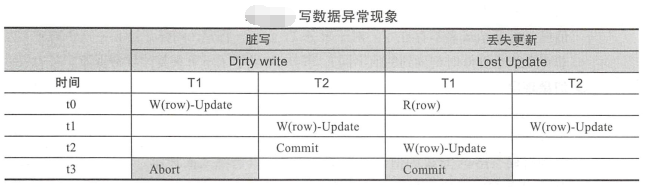 写数据异常现象
脏写 丢失更新
Dirty write Lost Update
时间 T1 T2 T1 T2
t0 W(row)-Update R(row)
t1 W(row)-Update W(row)-Update
t2 Commit W(row)-Update
t3 Abort Commit